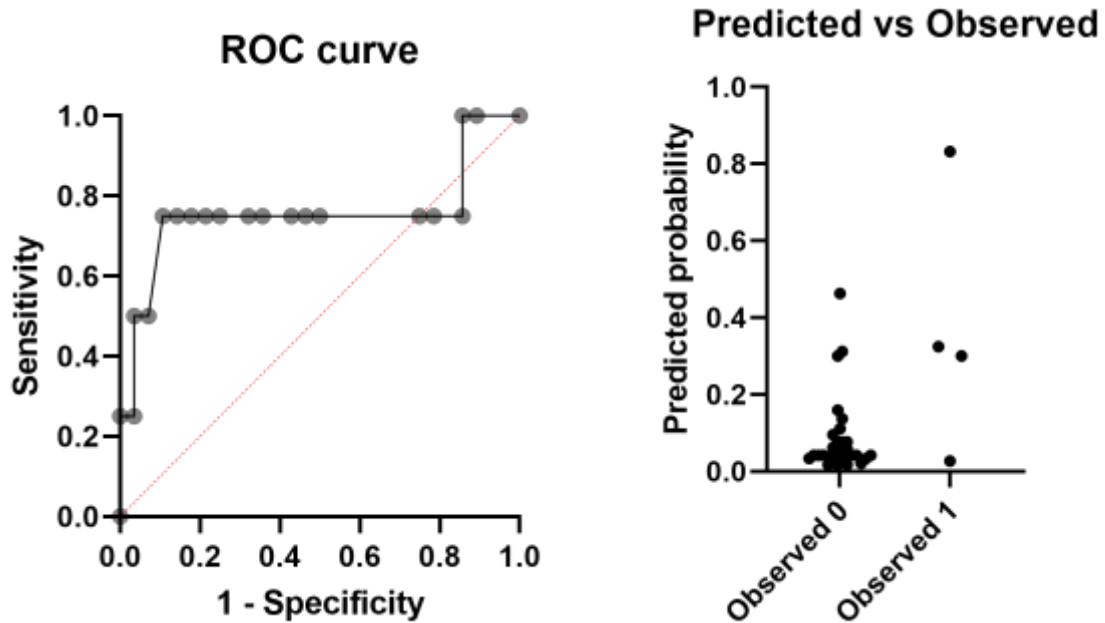 ROC curve
Sensitivity
1.0
0.8
0.6
0.4
0.2
0.0
0.0 0.2 0.4 0.6 0.8 1.0
1 - Specificity
Predicted vs Observed
Predicted probability
1.0
0.8
0.6
0.4
0.2
0.0
Observed 0
Observed 1